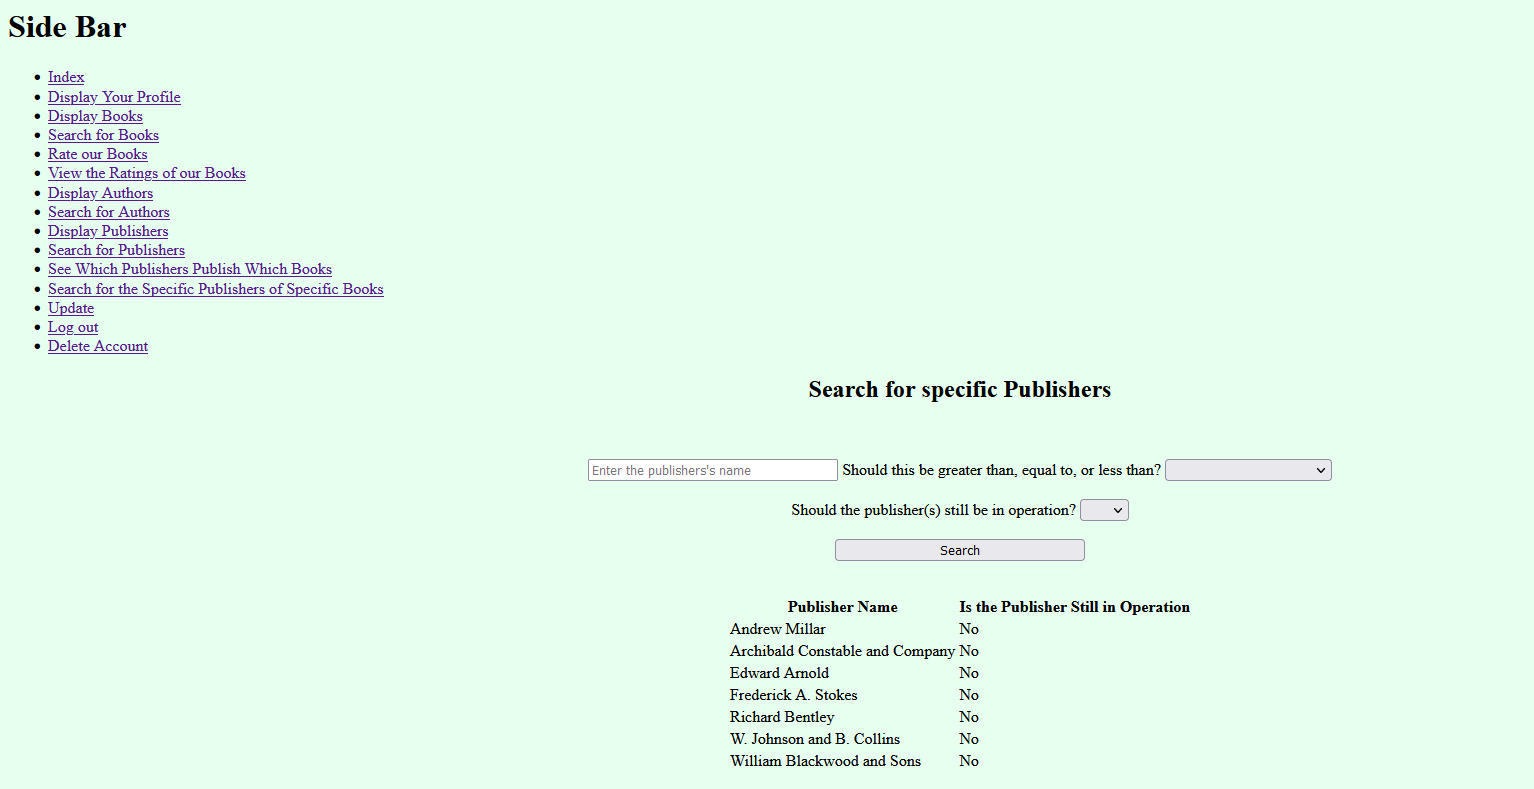 Side Bar
Index
Display Your Profile
Display Books
Search for Books
Rate our Books
View the Ratings of our Books
Display Authors
Search for Authors
Display Publishers
Search for Publishers
See Which Publishers Publish Which Books
Search for the Specific Publishers of Specific Books
Update
Log out
Delete Account
Search for specific Publishers
Enter the publishers's name Should this be greater than, equal to, or less than?
Should the publisher(s) still be in operation?
Search
Publisher Name Is the Publisher Still in Operation
Andrew Millar No
Archibald Constable and Company No
Edward Arnold No
Frederick A. Stokes No
Richard Bentley No
W. Johnson and B. Collins No
William Blackwood and Sons No